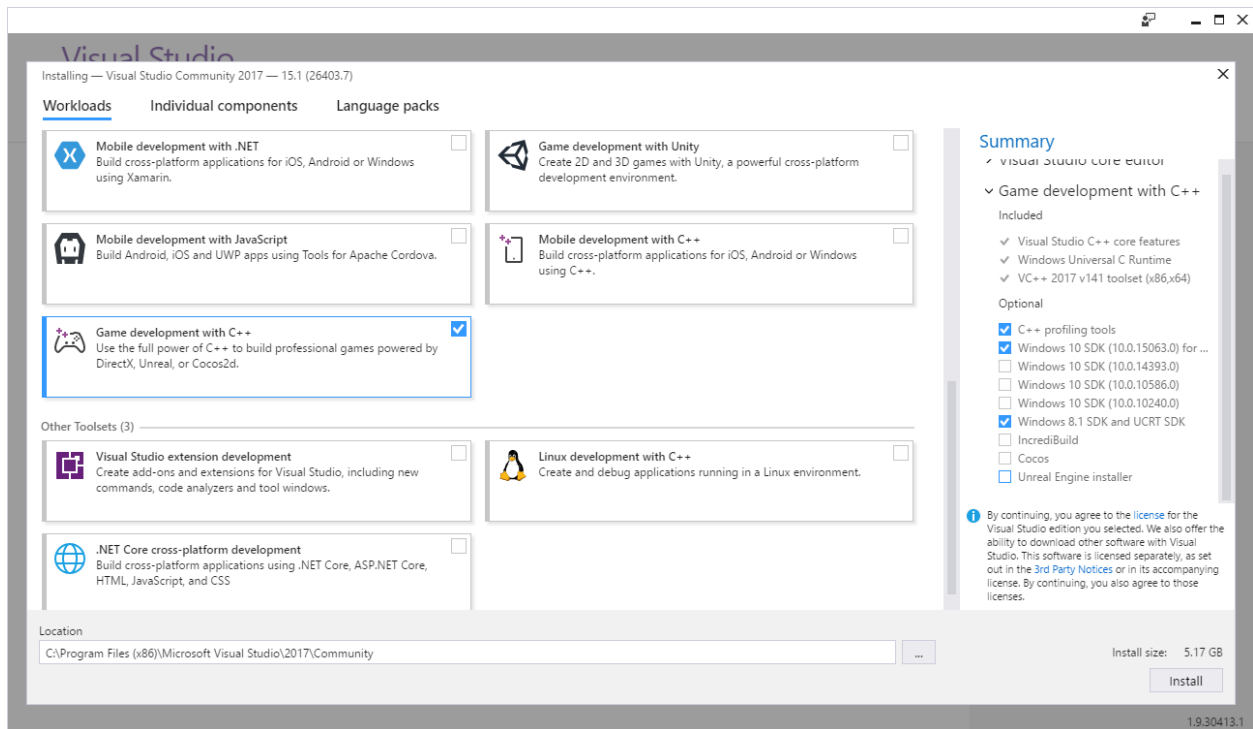 Visual Studio
Installing — Visual Studio Community 2017 — 15.1 (26403.7)
Workloads
Individual components
Language packs
Mobile development with .NET
Build cross-platform applications for iOS, Android or Windows
using Xamarin.
Game development with Unity
Create 2D and 3D games with Unity, a powerful cross-platform
development environment.
Mobile development with JavaScript
Build Android, iOS and UWP apps using Tools for Apache Cordova.
Mobile development with C++
Build cross-platform applications for iOS, Android or Windows
using C++.
Game development with C++
Use the full power of C++ to build professional games powered by
DirectX, Unreal, or Cocos2d.
Other Toolsets (3)
Visual Studio extension development
Create add-ons and extensions for Visual Studio, including new
commands, code analyzers and tool windows.
Linux development with C++
Create and debug applications running in a Linux environment.
.NET Core cross-platform development
Build cross-platform applications using .NET Core, ASP.NET Core,
HTML, JavaScript, and CSS
Summary
Visual Studio core editor
Game development with C++
Included
Visual Studio C++ core features
Windows Universal C Runtime
VC++ 2017 v141 toolset (x86,x64)
Optional
C++ profiling tools
Windows 10 SDK (10.0.15063.0) for ...
Windows 10 SDK (10.0.14393.0)
Windows 10 SDK (10.0.10586.0)
Windows 10 SDK (10.0.10240.0)
Windows 8.1 SDK and UCRT SDK
IncrediBuild
Cocos
Unreal Engine installer
By continuing, you agree to the license for the
Visual Studio edition you selected. We also offer the
ability to download other software with Visual
Studio. This software is licensed separately, as set
out in the 3rd Party Notices or in its accompanying
license. By continuing, you also agree to those
licenses.
Location
C:\Program Files (x86)\Microsoft Visual Studio\2017\Community
...
Install size: 5.17 GB
Install
1.9.30413.1